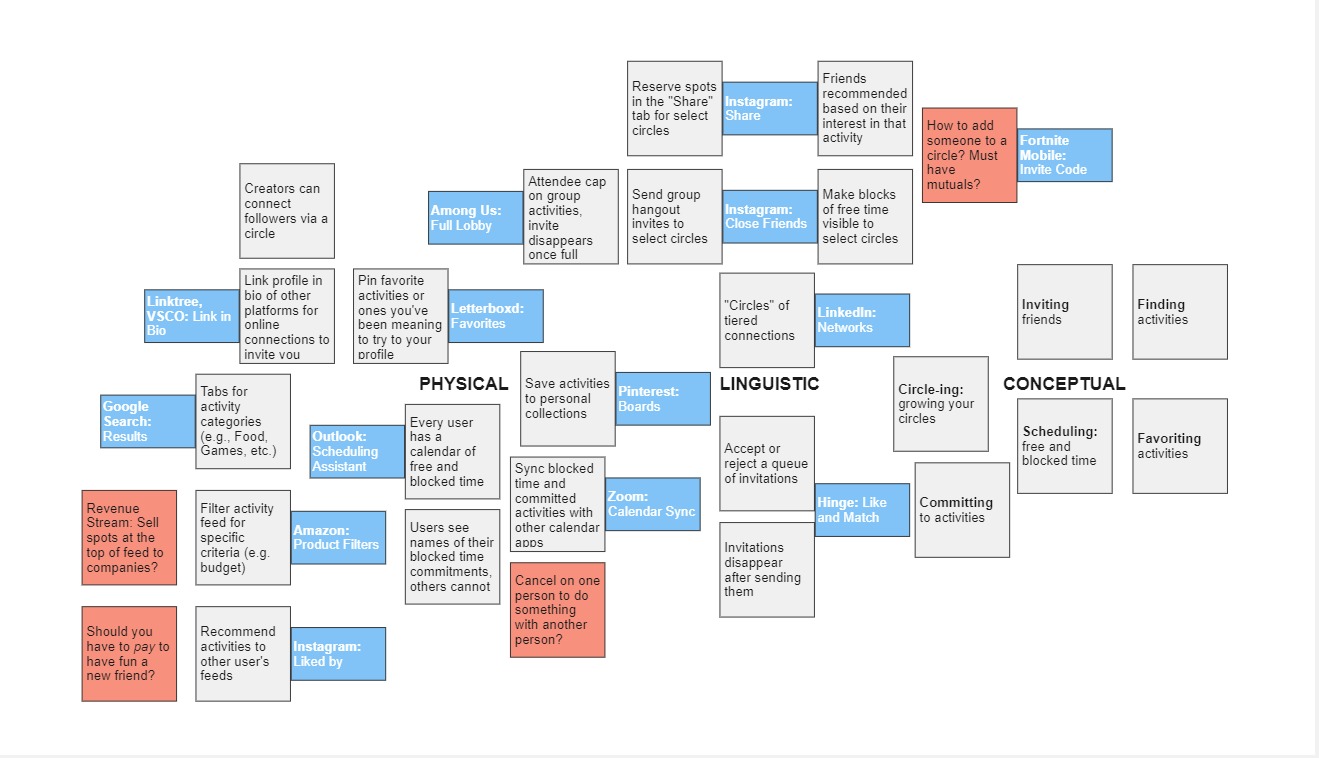 Reserve spots
in the "Share"
tab for select
circles
Instagram:
Share
Friends
recommended
based on their
interest in that
activity
How to add
someone to a
circle? Must
have
mutuals?
Fortnite
Mobile:
Invite Code
Creators can
connect
followers via a
circle
Among Us:
Full Lobby
Attendee cap
on group
activities,
invite
disappears
once full
Send group
hangout
invites to
select circles
Instagram:
Close Friends
Make blocks
of free time
visible to
select circles
Linktree,
VSCO: Link in
Bio
Link profile in
bio of other
platforms for
online
connections to
invite you
Pin favorite
activities or
ones you've
been meaning
to try to your
profile
Letterboxd:
Favorites
"Circles" of
tiered
connections
LinkedIn:
Networks
Inviting
friends
Finding
activities
PHYSICAL
Save activities
to personal
collections
Pinterest:
Boards
LINGUISTIC
Circle-ing:
growing your
circles
CONCEPTUAL
Google
Search:
Results
Tabs for
activity
categories
(e.g., Food,
Games, etc.)
Outlook:
Scheduling
Assistant
Every user
has a
calendar of
free and
blocked time
Accept or
reject a queue
of invitations
Scheduling:
free and
blocked time
Favoriting
activities
Sync blocked
time and
committed
activities with
other calendar
apps
Zoom:
Calendar Sync
Hinge: Like
and Match
Committing
to activities
Revenue
Stream: Sell
spots at the
top of feed to
companies?
Filter activity
feed for
specific
criteria (e.g.
budget)
Amazon:
Product Filters
Users see
names of their
blocked time
commitments,
others cannot
Invitations
disappear
after sending
them
Cancel on one
person to do
something
with another
person?
Should you
have to pay to
have fun a
new friend?
Recommend
activities to
other user's
feeds
Instagram:
Liked by